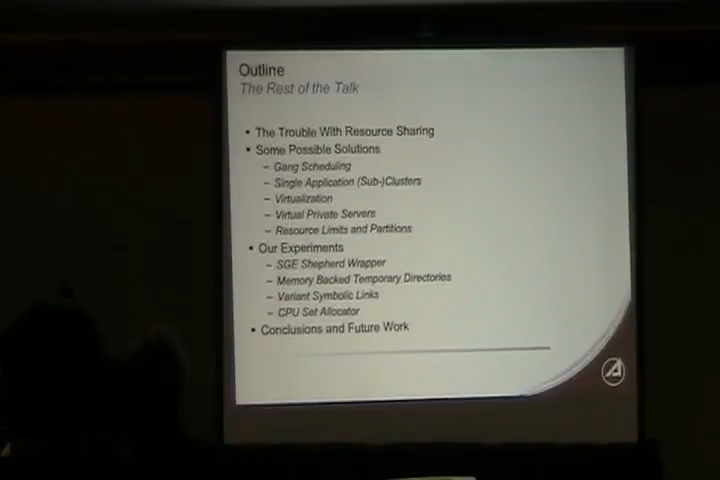 Outline
The Rest of the Talk
• The Trouble With Resource Sharing
• Some Possible Solutions
– Gang Scheduling
– Single Application (Sub-)Clusters
– Virtualization
– Virtual Private Servers
– Resource Limits and Partitions
• Our Experiments
– SGE Shepherd Wrapper
– Memory Backed Temporary Directories
– Variant Symbolic Links
– CPU Set Allocator
• Conclusions and Future Work